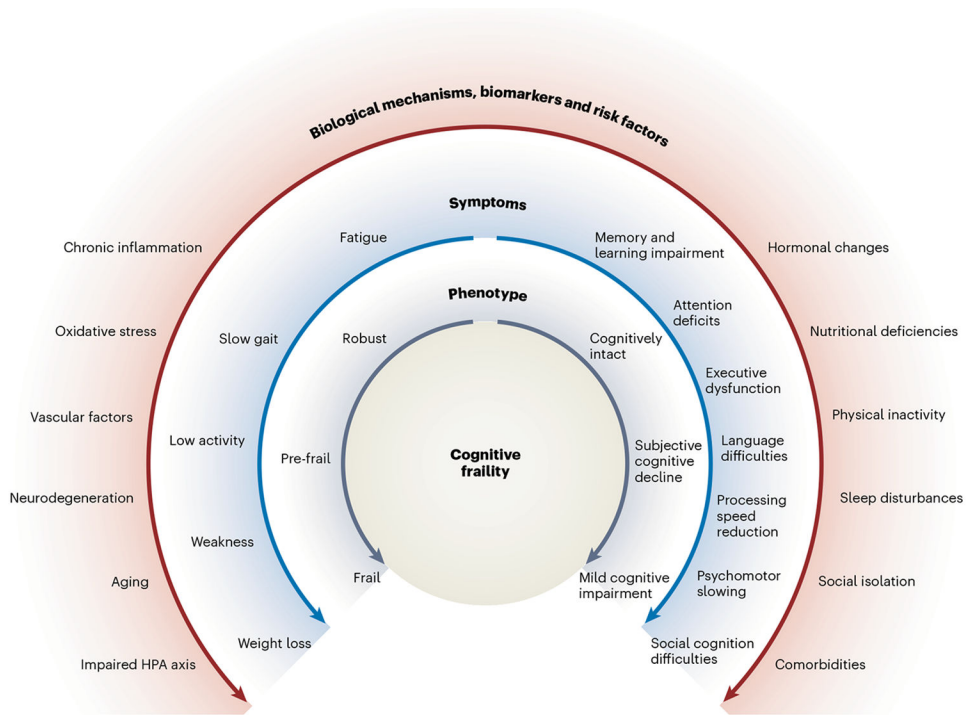 Biological mechanisms, biomarkers and risk factors
Symptoms
Phenotype
Cognitive
fraility
Chronic inflammation
Oxidative stress
Vascular factors
Neurodegeneration
Aging
Impaired HPA axis
Fatigue
Slow gait
Low activity
Weakness
Weight loss
Robust
Pre-frail
Frail
Cognitively
intact
Subjective
cognitive
decline
Mild cognitive
impairment
Memory and
learning impairment
Attention
deficits
Executive
dysfunction
Language
difficulties
Processing
speed
reduction
Psychomotor
slowing
Social cognition
difficulties
Hormonal changes
Nutritional deficiencies
Physical inactivity
Sleep disturbances
Social isolation
Comorbidities